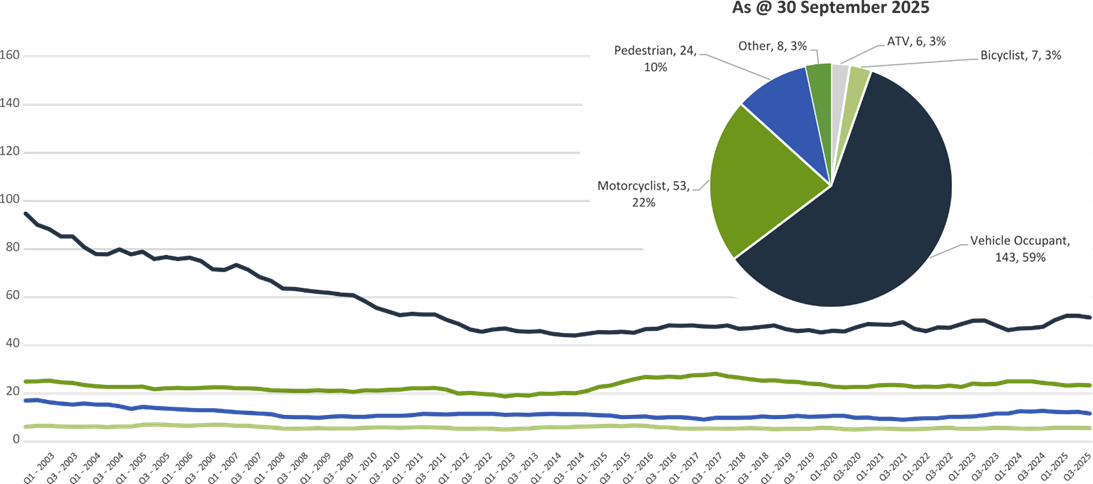 As @ 30 September 2025
160
140
120
100
80
60
40
20
0
Pedestrian, 24,
10%
Other, 8, 3%
ATV, 6, 3%
Bicyclist, 7, 3%
Motorcyclist, 53,
22%
Vehicle Occupant,
143, 59%
Q1 - 2003
Q3 - 2003
Q1 - 2004
Q3 - 2004
Q1 - 2005
Q3 - 2005
Q1 - 2006
Q3 - 2006
Q1 - 2007
Q3 - 2007
Q1 - 2008
Q3 - 2008
Q1 - 2009
Q3 - 2009
Q1 - 2010
Q3 - 2010
Q1 - 2011
Q3 - 2011
Q1 - 2012
Q3 - 2012
Q1 - 2013
Q3 - 2013
Q1 - 2014
Q3 - 2014
Q1 - 2015
Q3 - 2015
Q1 - 2016
Q3 - 2016
Q1 - 2017
Q3 - 2017
Q1 - 2018
Q3 - 2018
Q1 - 2019
Q3 - 2019
Q1-2020
Q3-2020
Q1-2021
Q3-2021
Q1-2022
Q3-2022
Q1-2023
Q3-2023
Q1-2024
Q3-2024
Q1-2025
Q3-2025